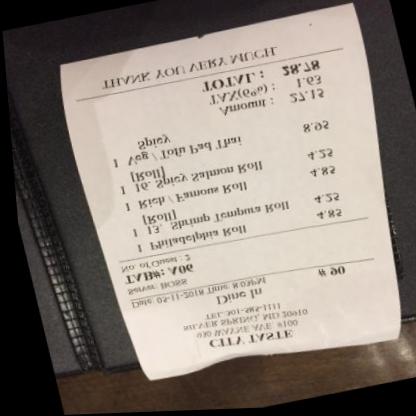 CITY TASTE
930 WAYNE AVE #100
SILVER SPRING, MD 20910
TEL:301-585-1111
Dine In
Date: 05-11-2018 Time: 8:03PM
Server: BOSS
TAB#: A06 # 90
No. of Guest : 2
1 Philadelphia Roll 4.85
1 13. Shrimp Tempura Roll 4.25
[Roll]
1 Rich / Famous Roll 4.85
1 16. Spicy Salmon Roll 4.25
[Roll]
1 Veg / Tofu Pad Thai 8.95
Spicy
Amount : 27.15
TAX(6%) : 1.63
TOTAL : 28.78
THANK YOU VERY MUCH